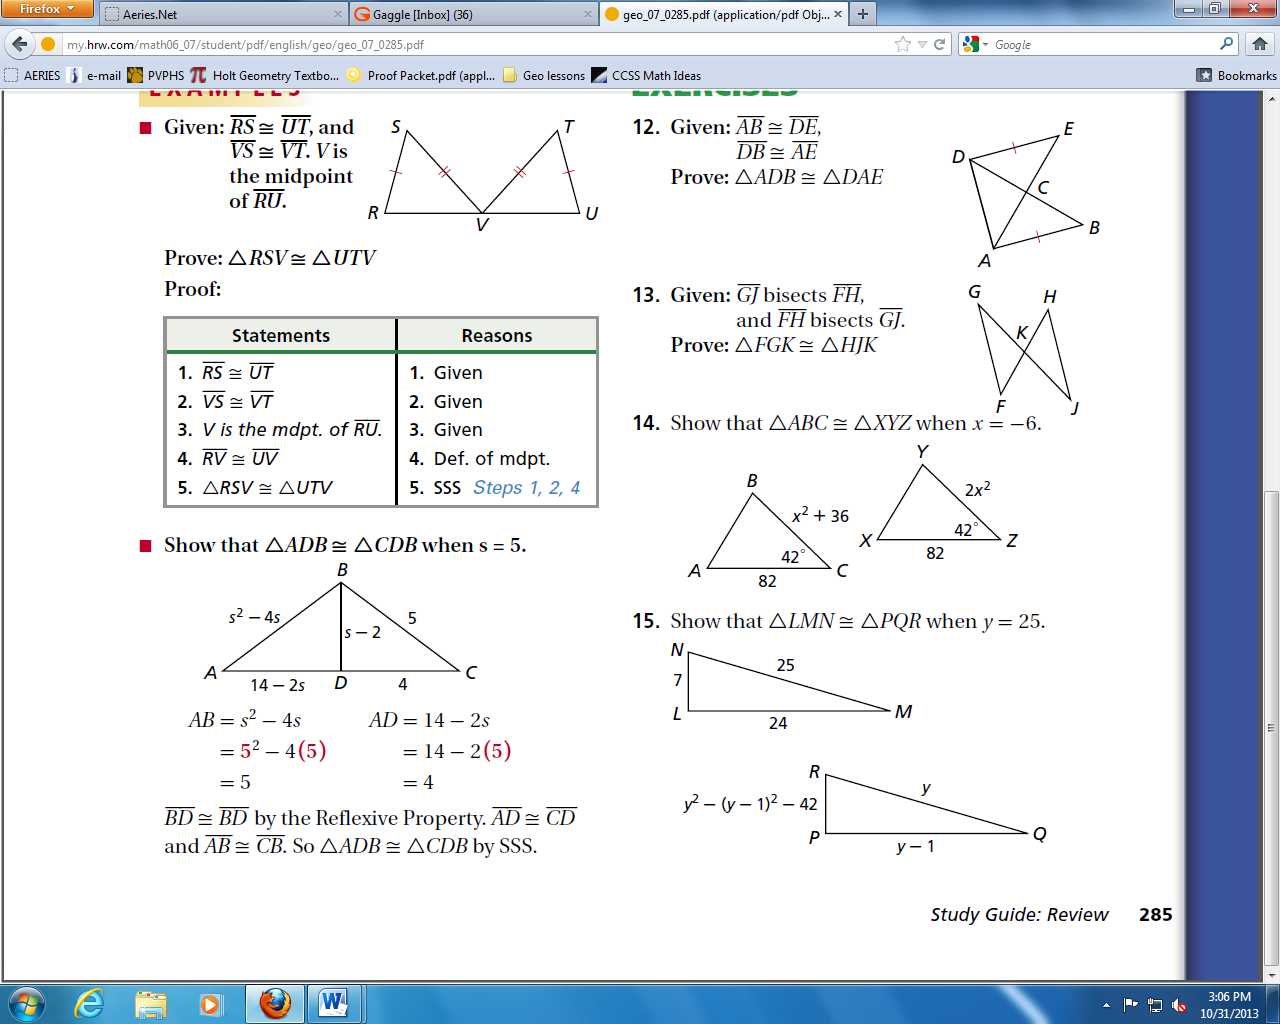 Firefox
Aeries.Net
Gaggle [Inbox] (36)
geo_07_0285.pdf (application/pdf Obj...
my.hrw.com/math06_07/student/pdf/english/geo/geo_07_0285.pdf
Google
AERIES
e-mail
PVPHS
Holt Geometry Textbo...
Proof Packet.pdf (appl...
Geo lessons
CCSS Math Ideas
Bookmarks
EXAMPLES
Given: RS ≅ UT, and
VS ≅ VT. V is
the midpoint
of RU.
S
T
R
V
U
Prove: △RSV ≅ △UTV
Proof:
Statements
Reasons
1. RS ≅ UT
1. Given
2. VS ≅ VT
2. Given
3. V is the mdpt. of RU.
3. Given
4. RV ≅ UV
4. Def. of mdpt.
5. △RSV ≅ △UTV
5. SSS Steps 1, 2, 4
Show that △ADB ≅ △CDB when s = 5.
B
s² – 4s
5
s – 2
A
14 – 2s
D
4
C
AB = s² – 4s
AD = 14 – 2s
= 5² – 4(5)
= 14 – 2(5)
= 5
= 4
BD ≅ BD by the Reflexive Property. AD ≅ CD
and AB ≅ CB. So △ADB ≅ △CDB by SSS.
EXERCISES
12. Given: AB ≅ DE,
DB ≅ AE
Prove: △ADB ≅ △DAE
E
D
C
B
A
13. Given: GJ bisects FH,
and FH bisects GJ.
Prove: △FGK ≅ △HJK
G
H
K
F
J
14. Show that △ABC ≅ △XYZ when x = –6.
B
x² + 36
42°
A
82
C
Y
2x²
42°
X
82
Z
15. Show that △LMN ≅ △PQR when y = 25.
N
25
7
L
24
M
R
y
y² – (y – 1)² – 42
P
y – 1
Q
Study Guide: Review 285
3:06 PM
10/31/2013